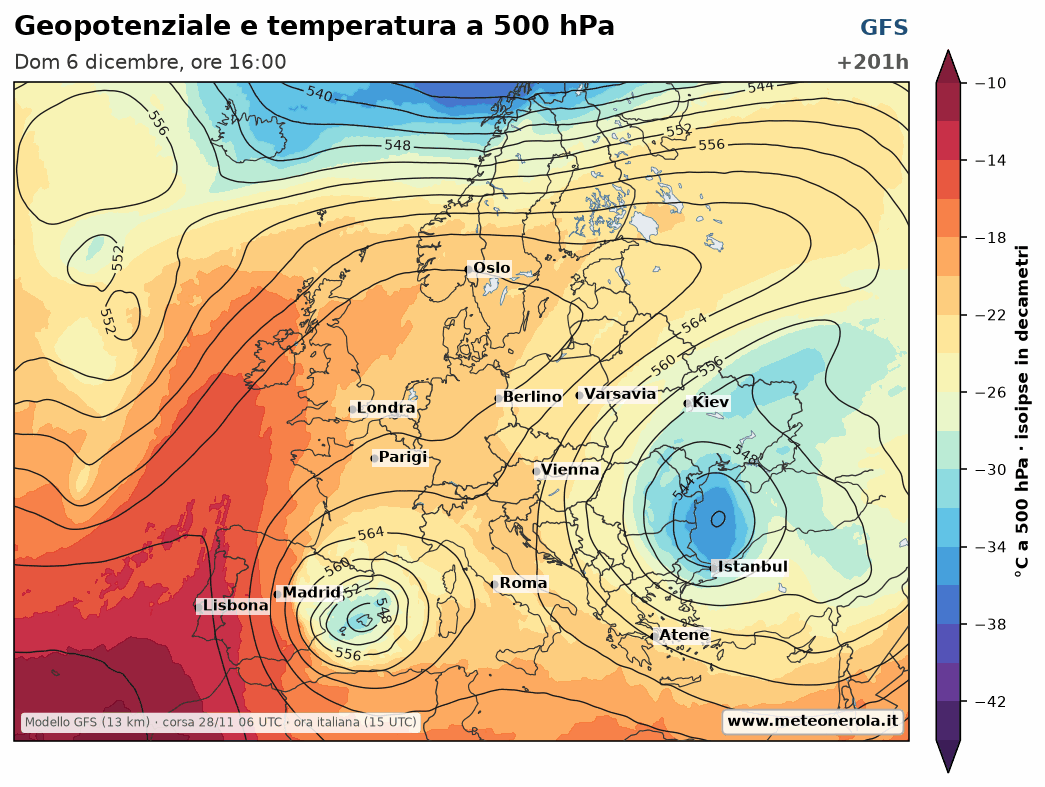 Geopotenziale e temperatura a 500 hPa
GFS
Dom 6 dicembre, ore 16:00
+201h
540
544
556
548
552
556
552
552
Oslo
564
560
556
Londra
Berlino
Varsavia
Kiev
Parigi
Vienna
548
544
564
560
Madrid
552
548
Lisbona
Roma
Istanbul
556
Atene
Modello GFS (13 km) · corsa 28/11 06 UTC · ora italiana (15 UTC)
www.meteonerola.it
−10
−14
−18
−22
−26
−30
−34
−38
−42
°C a 500 hPa · isoipse in decametri